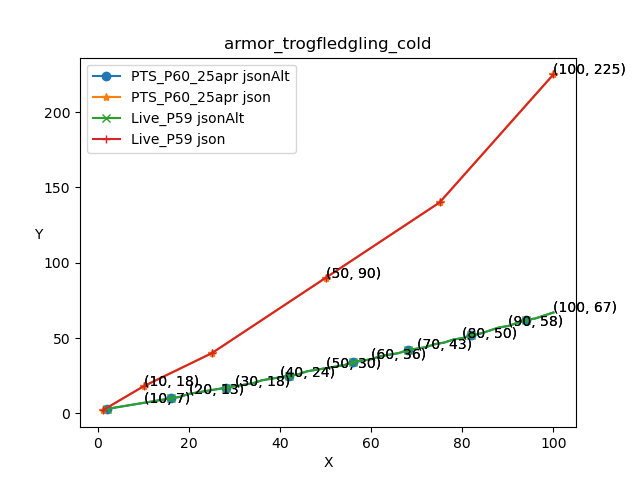 armor_trogfledgling_cold
PTS_P60_25apr jsonAlt
PTS_P60_25apr json
Live_P59 jsonAlt
Live_P59 json
(100, 225)
200
150
Y
(50, 90)
100
(100, 67)
(90, 58)
(80, 50)
50
(70, 43)
(60, 36)
(50, 30)
(40, 24)
(30, 18)
(10, 18)
(20, 13)
(10, 7)
0
0 20 40 60 80 100
X